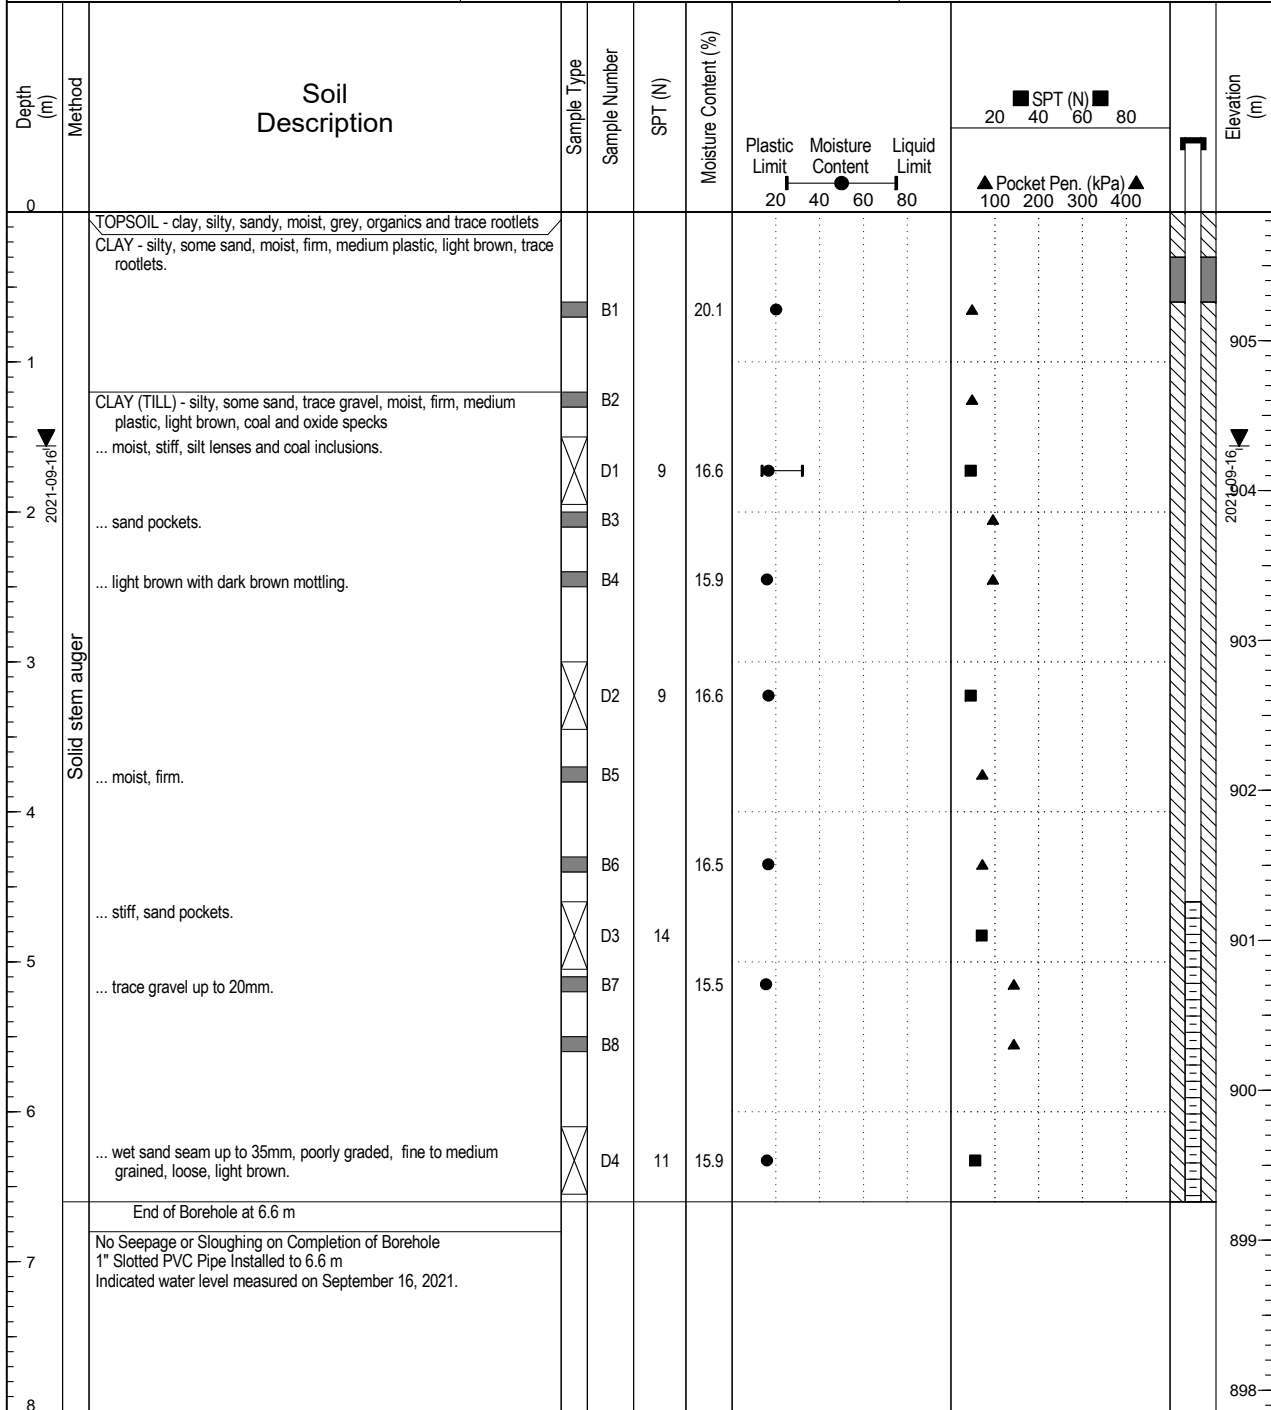 Depth
(m)
Method
Soil
Description
Sample Type
Sample Number
SPT (N)
Moisture Content (%)
Plastic Moisture Liquid
Limit Content Limit
20 40 60 80
■ SPT (N) ■
20 40 60 80
▲ Pocket Pen. (kPa) ▲
100 200 300 400
Elevation
(m)
0
TOPSOIL - clay, silty, sandy, moist, grey, organics and trace rootlets
CLAY - silty, some sand, moist, firm, medium plastic, light brown, trace
rootlets.
B1 20.1
905
1
CLAY (TILL) - silty, some sand, trace gravel, moist, firm, medium
plastic, light brown, coal and oxide specks
B2
... moist, stiff, silt lenses and coal inclusions.
2021-09-16
D1 9 16.6
2021-09-16
904
2
... sand pockets.
B3
... light brown with dark brown mottling.
B4 15.9
903
3
Solid stem auger
D2 9 16.6
... moist, firm.
B5
902
4
B6 16.5
... stiff, sand pockets.
D3 14
901
5
... trace gravel up to 20mm.
B7 15.5
B8
900
6
... wet sand seam up to 35mm, poorly graded, fine to medium
grained, loose, light brown.
D4 11 15.9
End of Borehole at 6.6 m
No Seepage or Sloughing on Completion of Borehole
899
7
1" Slotted PVC Pipe Installed to 6.6 m
Indicated water level measured on September 16, 2021.
898
8